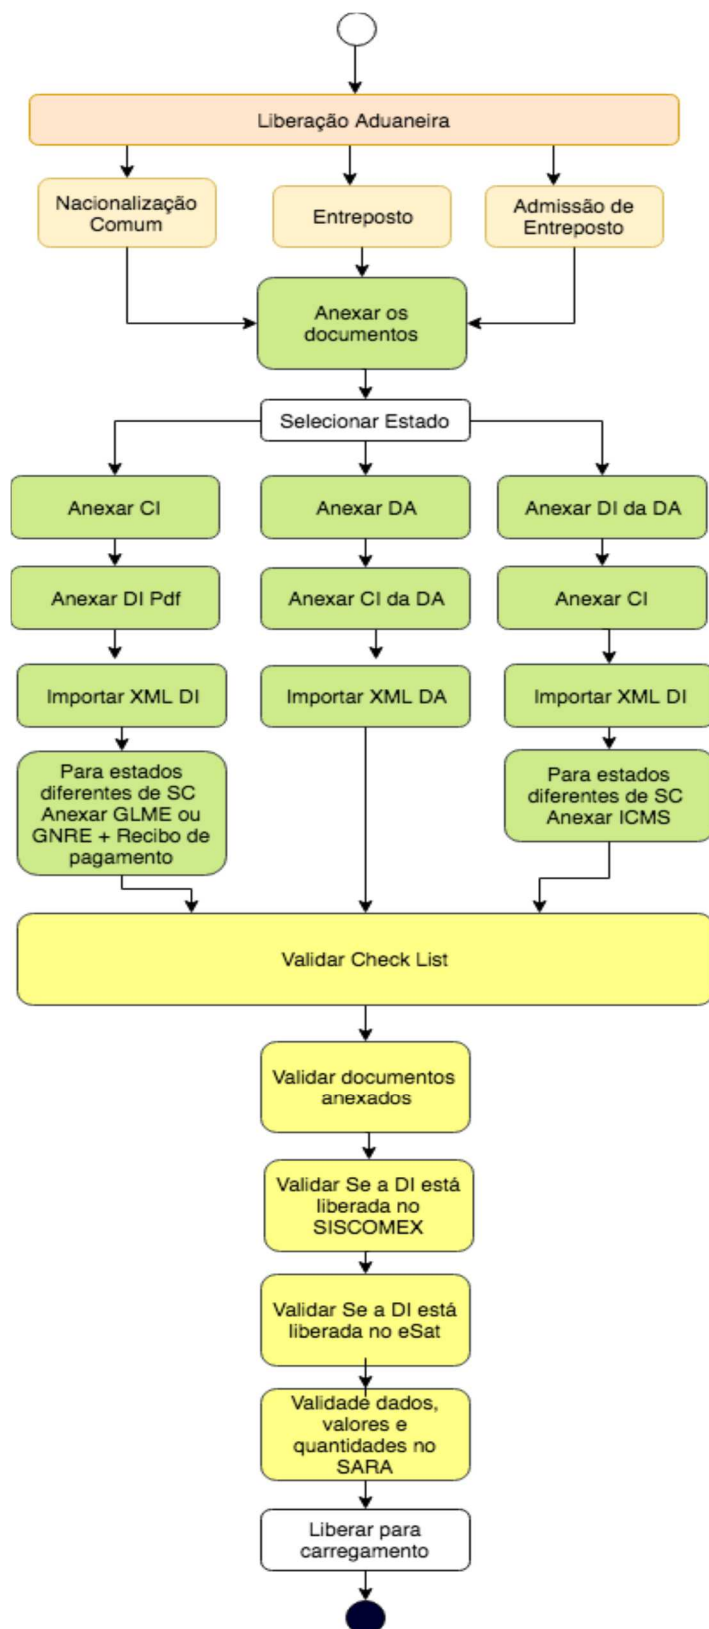 Liberação Aduaneira
Nacionalização
Comum
Entreposto
Admissão de
Entreposto
Anexar os
documentos
Selecionar Estado
Anexar CI
Anexar DA
Anexar DI da DA
Anexar DI Pdf
Anexar CI da DA
Anexar CI
Importar XML DI
Importar XML DA
Importar XML DI
Para estados
diferentes de SC
Anexar GLME ou
GNRE + Recibo de
pagamento
Para estados
diferentes de SC
Anexar ICMS
Validar Check List
Validar documentos
anexados
Validar Se a DI está
liberada no
SISCOMEX
Validar Se a DI está
liberada no eSat
Validade dados,
valores e
quantidades no
SARA
Liberar para
carregamento